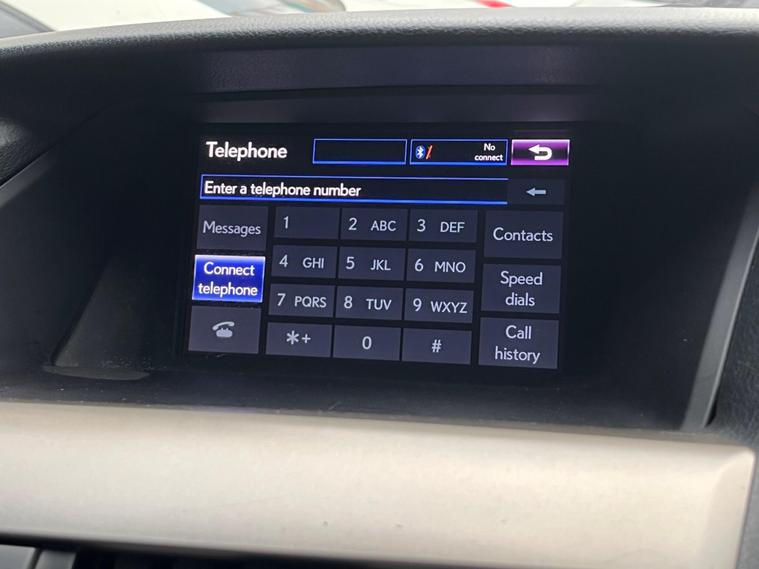 Telephone
No
connect
Enter a telephone number
Messages
1
2 ABC
3 DEF
Contacts
Connect
telephone
4 GHI
5 JKL
6 MNO
Speed
dials
7 PQRS
8 TUV
9 WXYZ
*+
0
#
Call
history